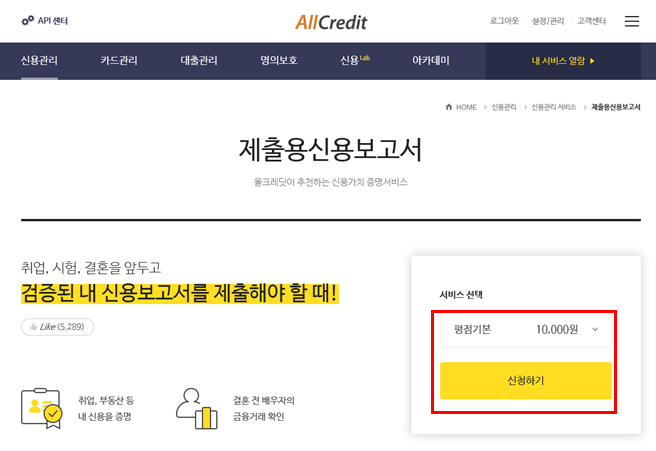 API 센터
AllCredit
로그아웃 · 설정/관리 · 고객센터
신용관리 카드관리 대출관리 명의보호 신용Lab 아카데미 내 서비스 열람
HOME > 신용관리 > 신용관리 서비스 > 제출용신용보고서
제출용신용보고서
올크레딧이 추천하는 신용가치 증명서비스
취업, 시험, 결혼을 앞두고
검증된 내 신용보고서를 제출해야 할 때!
Like (5,289)
취업, 부동산 등
내 신용을 증명
결혼 전 배우자의
금융거래 확인
서비스 선택
평점기본 10,000원
신청하기